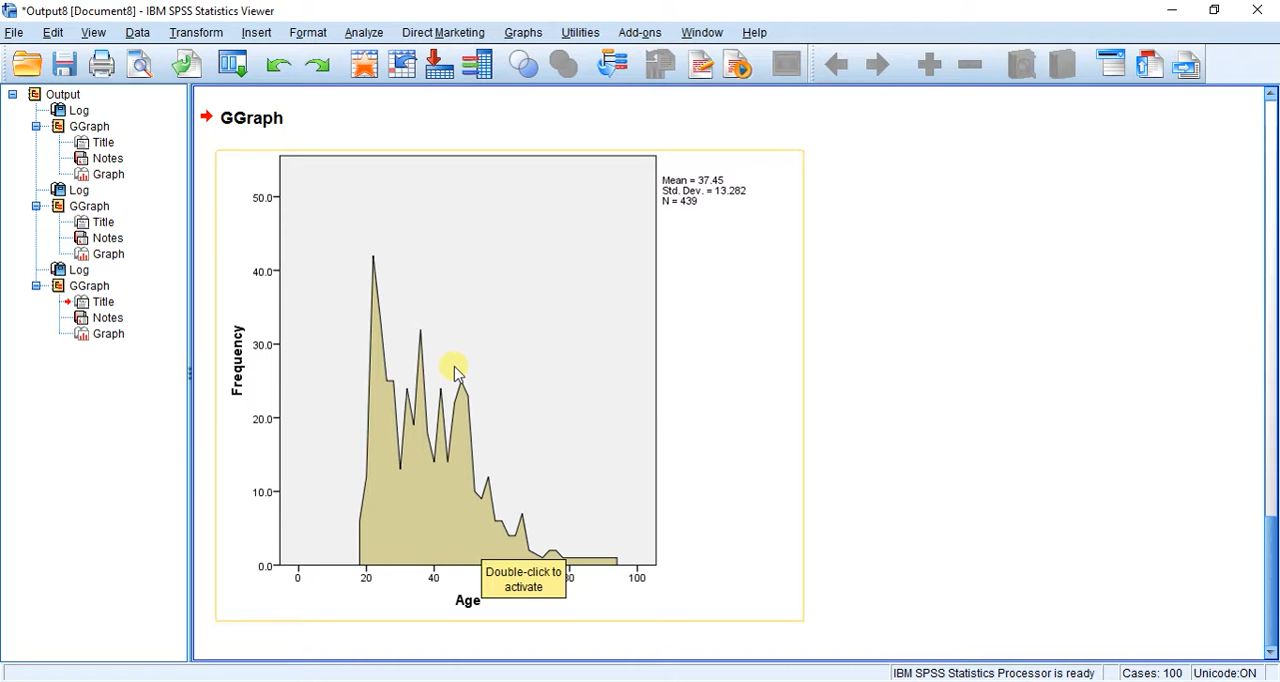 *Output8 [Document8] - IBM SPSS Statistics Viewer
File Edit View Data Transform Insert Format Analyze Direct Marketing Graphs Utilities Add-ons Window Help
Output
Log
GGraph
Title
Notes
Graph
Log
GGraph
Title
Notes
Graph
Log
GGraph
Title
Notes
Graph
GGraph
Mean = 37.45
Std. Dev. = 13.282
N = 439
50.0
40.0
30.0
20.0
10.0
0.0
Frequency
0 20 40 80 100
Age
Double-click to
activate
IBM SPSS Statistics Processor is ready Cases: 100 Unicode:ON